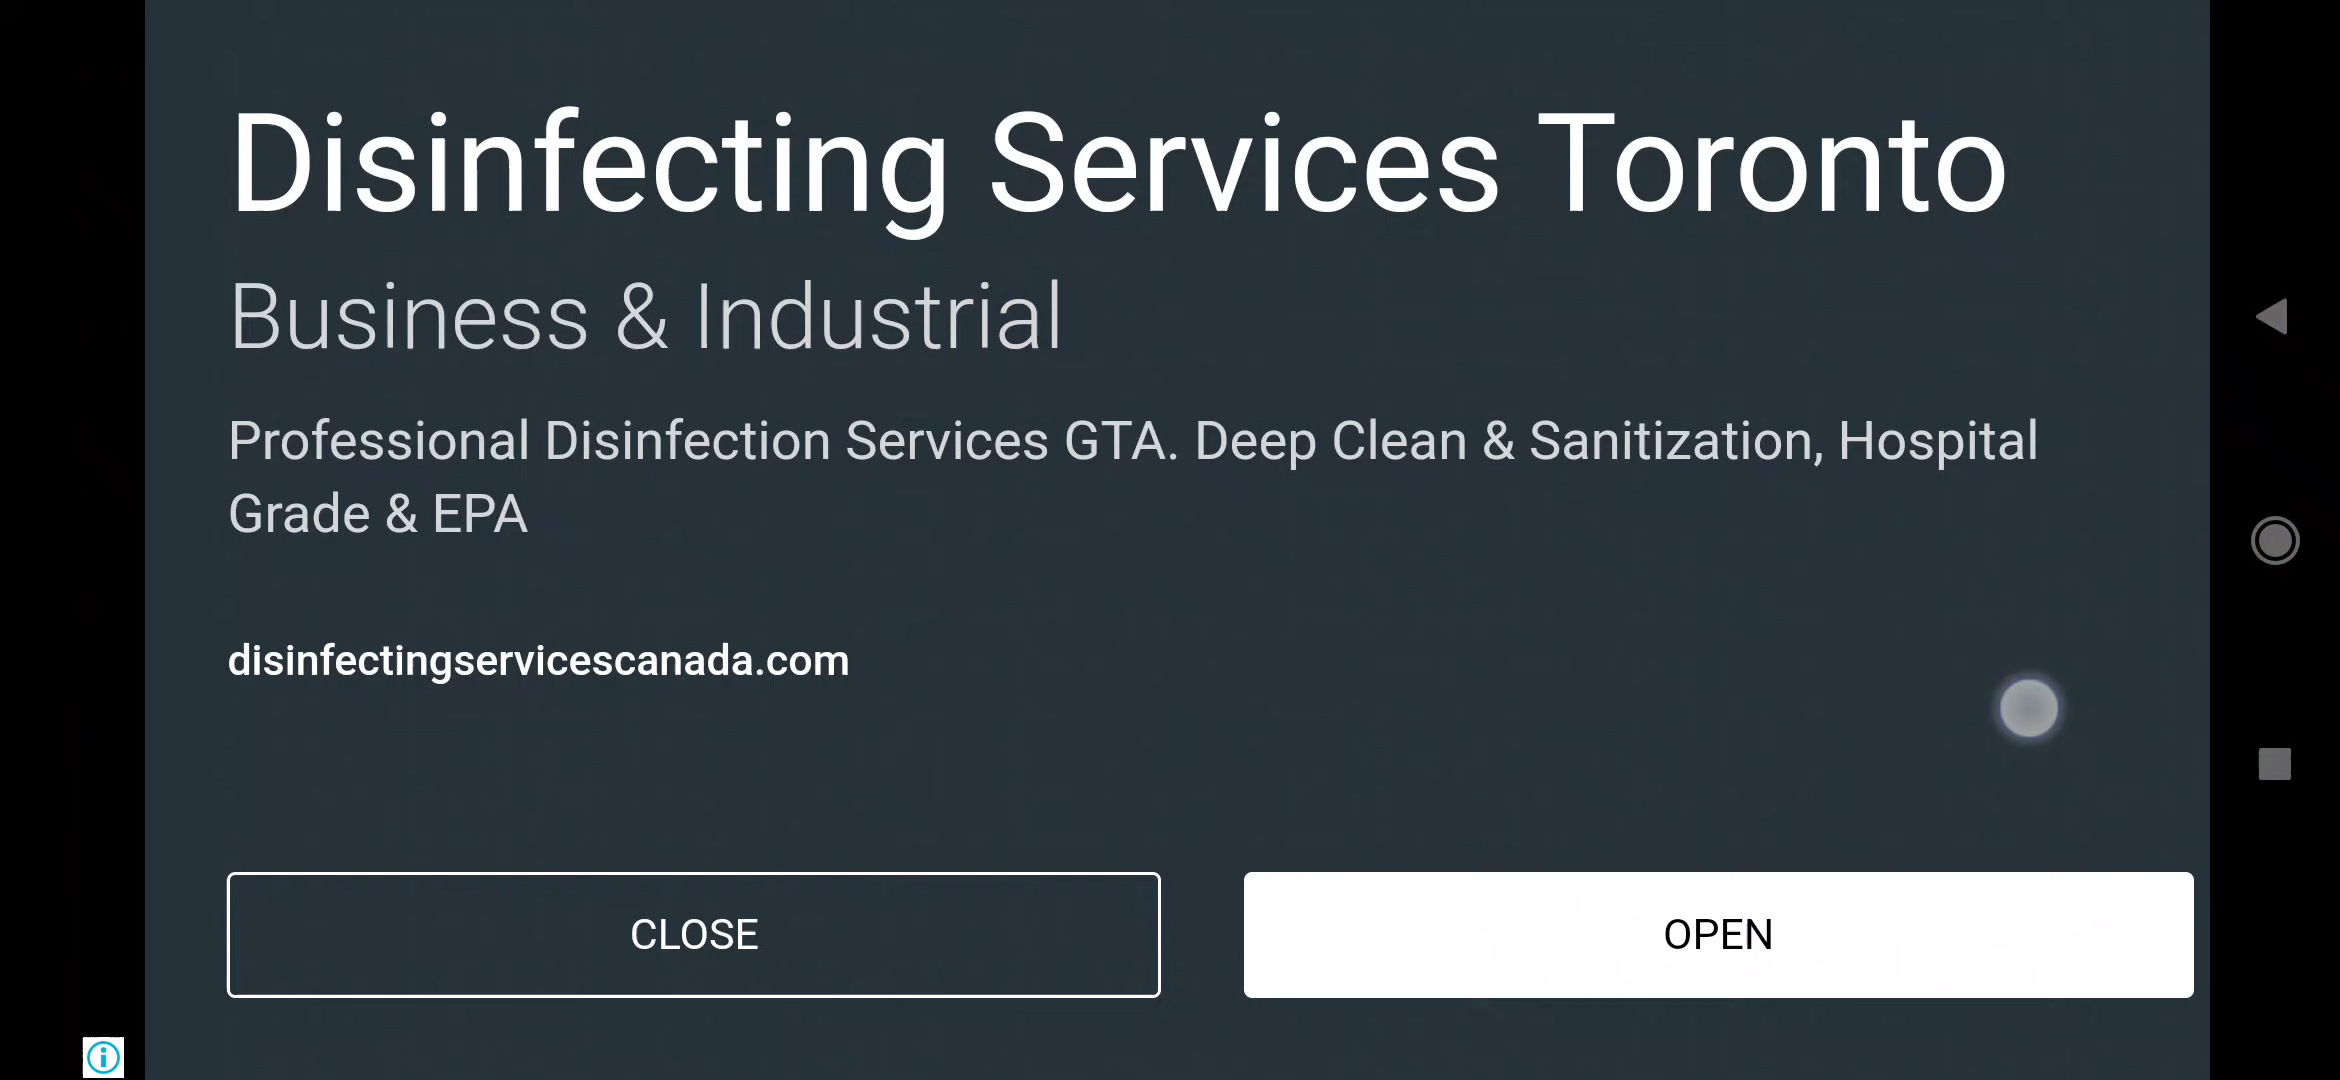 Disinfecting Services Toronto
Business & Industrial
Professional Disinfection Services GTA. Deep Clean & Sanitization, Hospital
Grade & EPA
disinfectingservicescanada.com
CLOSE
OPEN